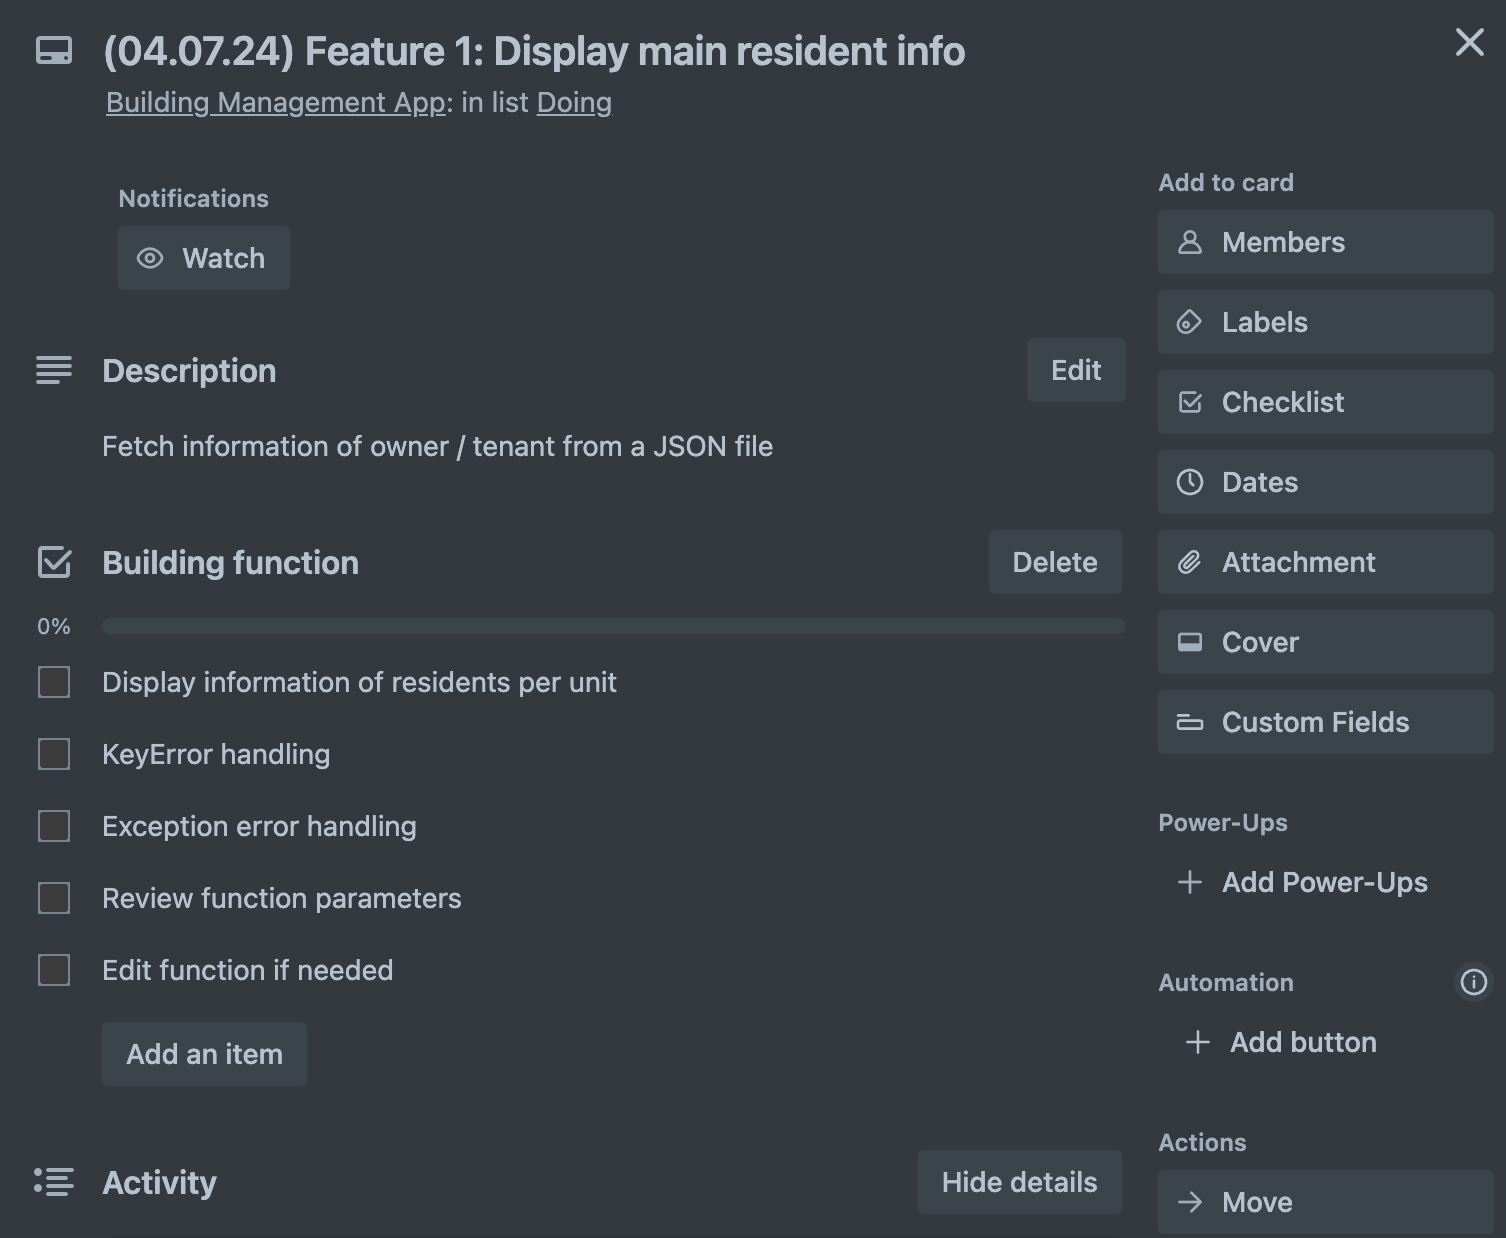 (04.07.24) Feature 1: Display main resident info
Building Management App: in list Doing
Notifications
Watch
Description
Edit
Fetch information of owner / tenant from a JSON file
Building function
Delete
0%
Display information of residents per unit
KeyError handling
Exception error handling
Review function parameters
Edit function if needed
Add an item
Activity
Hide details
Add to card
Members
Labels
Checklist
Dates
Attachment
Cover
Custom Fields
Power-Ups
Add Power-Ups
Automation
Add button
Actions
Move